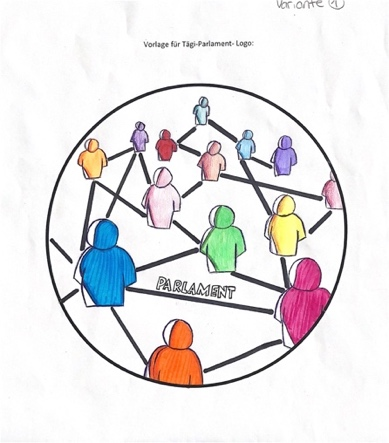 Variante ①
Vorlage für Tägi-Parlament- Logo:
PARLAMENT